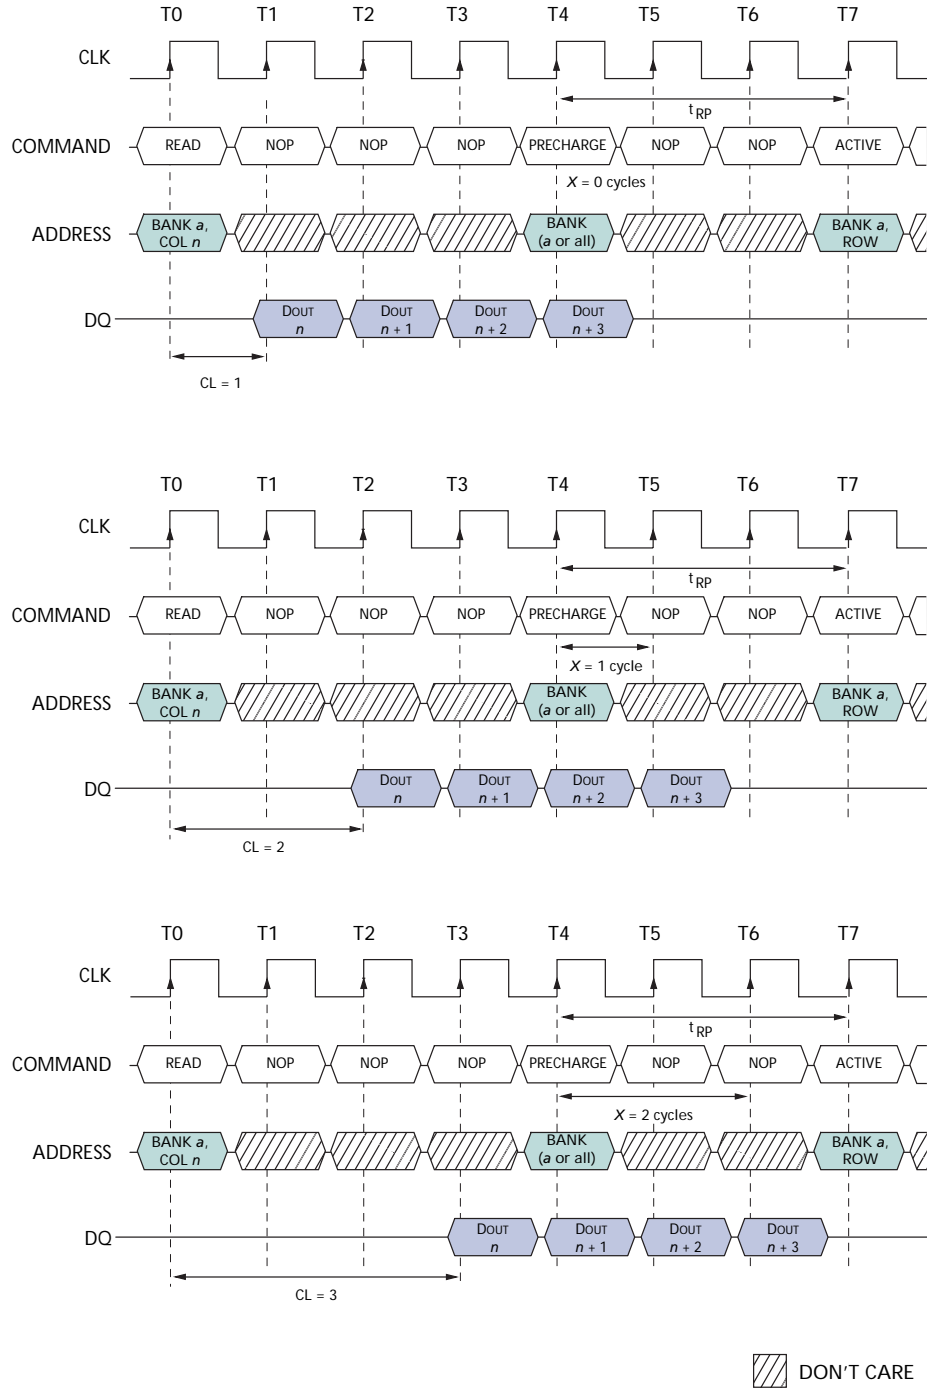 T0 T1 T2 T3 T4 T5 T6 T7
CLK
tRP
COMMAND READ NOP NOP NOP PRECHARGE NOP NOP ACTIVE
X = 0 cycles
ADDRESS BANK a, BANK BANK a,
COL n (a or all) ROW
DQ DOUT DOUT DOUT DOUT
n n + 1 n + 2 n + 3
CL = 1
T0 T1 T2 T3 T4 T5 T6 T7
CLK
tRP
COMMAND READ NOP NOP NOP PRECHARGE NOP NOP ACTIVE
X = 1 cycle
ADDRESS BANK a, BANK BANK a,
COL n (a or all) ROW
DQ DOUT DOUT DOUT DOUT
n n + 1 n + 2 n + 3
CL = 2
T0 T1 T2 T3 T4 T5 T6 T7
CLK
tRP
COMMAND READ NOP NOP NOP PRECHARGE NOP NOP ACTIVE
X = 2 cycles
ADDRESS BANK a, BANK BANK a,
COL n (a or all) ROW
DQ DOUT DOUT DOUT DOUT
n n + 1 n + 2 n + 3
CL = 3
DON'T CARE